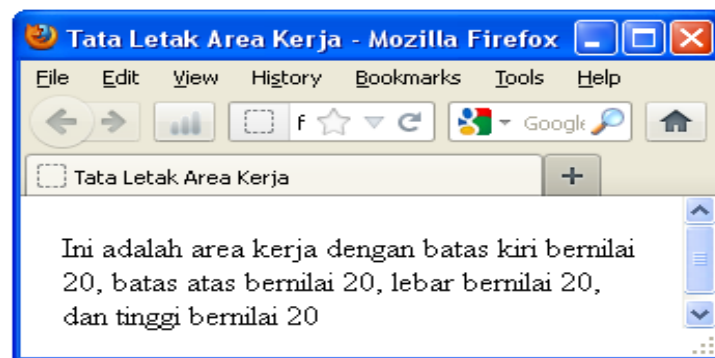 Tata Letak Area Kerja - Mozilla Firefox
File Edit View History Bookmarks Tools Help
f Google
Tata Letak Area Kerja +
Ini adalah area kerja dengan batas kiri bernilai
20, batas atas bernilai 20, lebar bernilai 20,
dan tinggi bernilai 20